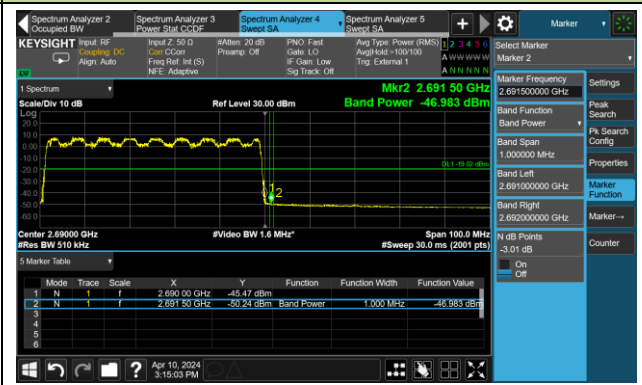 Spectrum Analyzer 2
Occupied BW
Spectrum Analyzer 3
Power Stat CCDF
Spectrum Analyzer 4
Swept SA
Spectrum Analyzer 5
Swept SA
Marker
KEYSIGHT
Input: RF
Coupling: DC
Align: Auto
Input Z: 50 Ω
Corr CCorr
Freq Ref: Int (S)
NFE: Adaptive
#Atten: 20 dB
Preamp: Off
PNO: Fast
Gate: LO
IF Gain: Low
Sig Track: Off
Avg Type: Power (RMS)
Avg|Hold:>100/100
Trig: External 1
1 2 3 4 5 6
A W W W W W
A N N N N N
LXI
1 Spectrum
Scale/Div 10 dB
Ref Level 30.00 dBm
Mkr2 2.691 50 GHz
Band Power -46.983 dBm
Log
20.0
10.0
0.00
-10.0
-20.0
-30.0
-40.0
-50.0
-60.0
DL1 -19.02 dBm
1
2
Center 2.69000 GHz
#Video BW 1.6 MHz*
Span 100.0 MHz
#Res BW 510 kHz
#Sweep 30.0 ms (2001 pts)
5 Marker Table
Mode Trace Scale X Y Function Function Width Function Value
1 N 1 f 2.690 00 GHz -45.47 dBm
2 N 1 f 2.691 50 GHz -50.24 dBm Band Power 1.000 MHz -46.983 dBm
3
4
5
6
Apr 10, 2024
3:15:03 PM
Select Marker
Marker 2
Marker Frequency
2.691500000 GHz
Band Function
Band Power
Band Span
1.000000 MHz
Band Left
2.691000000 GHz
Band Right
2.692000000 GHz
N dB Points
-3.01 dB
On
Off
Settings
Peak
Search
Pk Search
Config
Properties
Marker
Function
Marker→
Counter